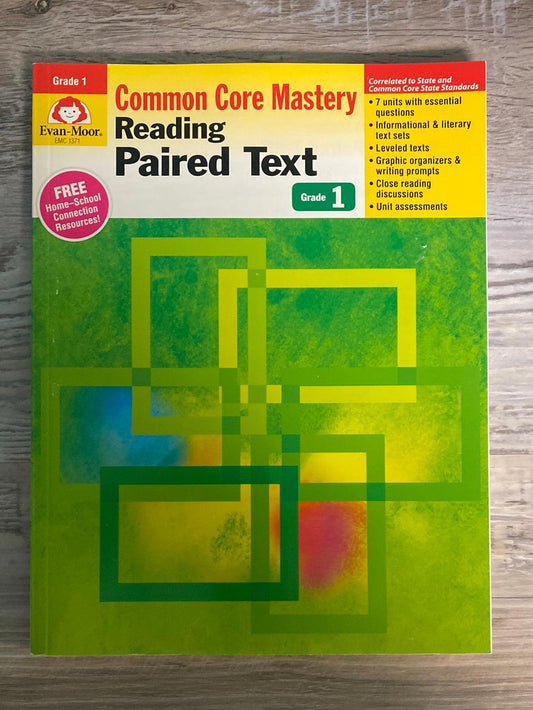 Grade 1
Evan-Moor®
EMC 1371
FREE
Home–School
Connection
Resources!
Common Core Mastery
Reading
Paired Text
Grade 1
Correlated to State and
Common Core State Standards
• 7 units with essential
questions
• Informational & literary
text sets
• Leveled texts
• Graphic organizers &
writing prompts
• Close reading
discussions
• Unit assessments